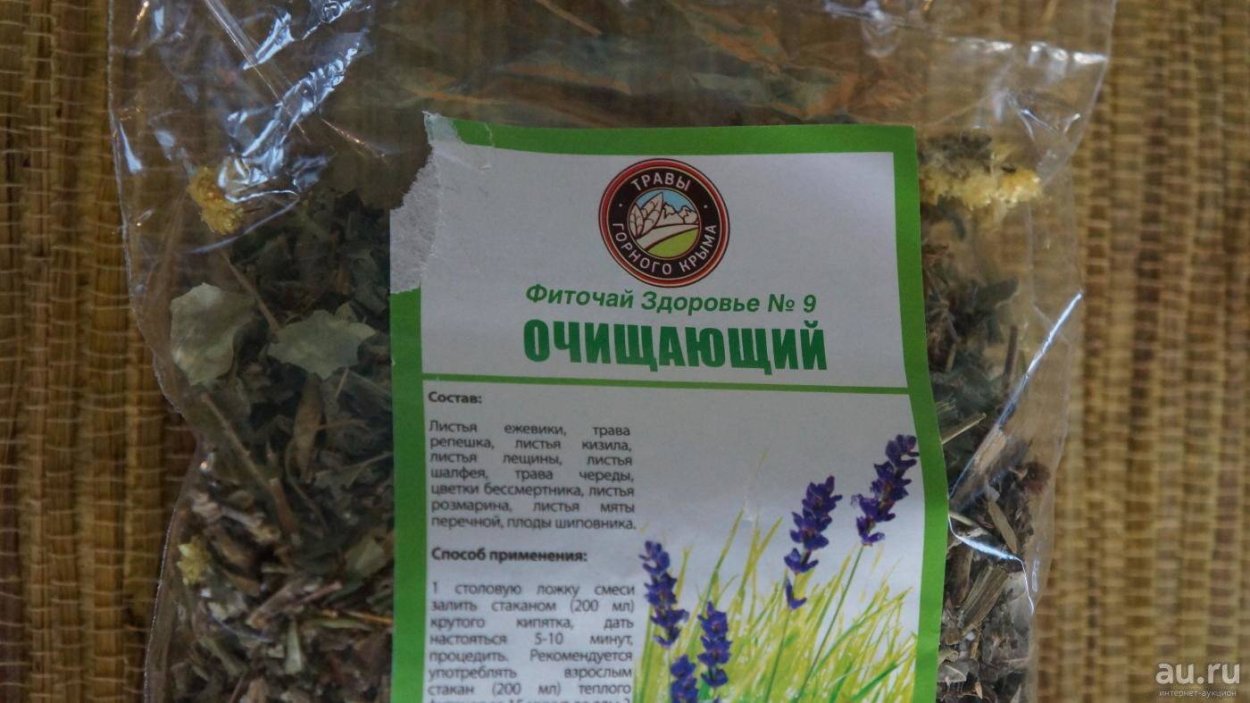 ТРАВЫ
ГОРНОГО КРЫМА
Фиточай Здоровье № 9
ОЧИЩАЮЩИЙ
Состав:
Листья ежевики, трава
репешка, листья кизила,
листья лещины, листья
шалфея, трава череды,
цветки бессмертника, листья
розмарина, листья мяты
перечной, плоды шиповника.
Способ применения:
1 столовую ложку смеси
залить стаканом (200 мл)
крутого кипятка, дать
настояться 5-10 минут,
процедить. Рекомендуется
употреблять взрослым
стакан (200 мл) теплого
au.ru
интернет-аукцион